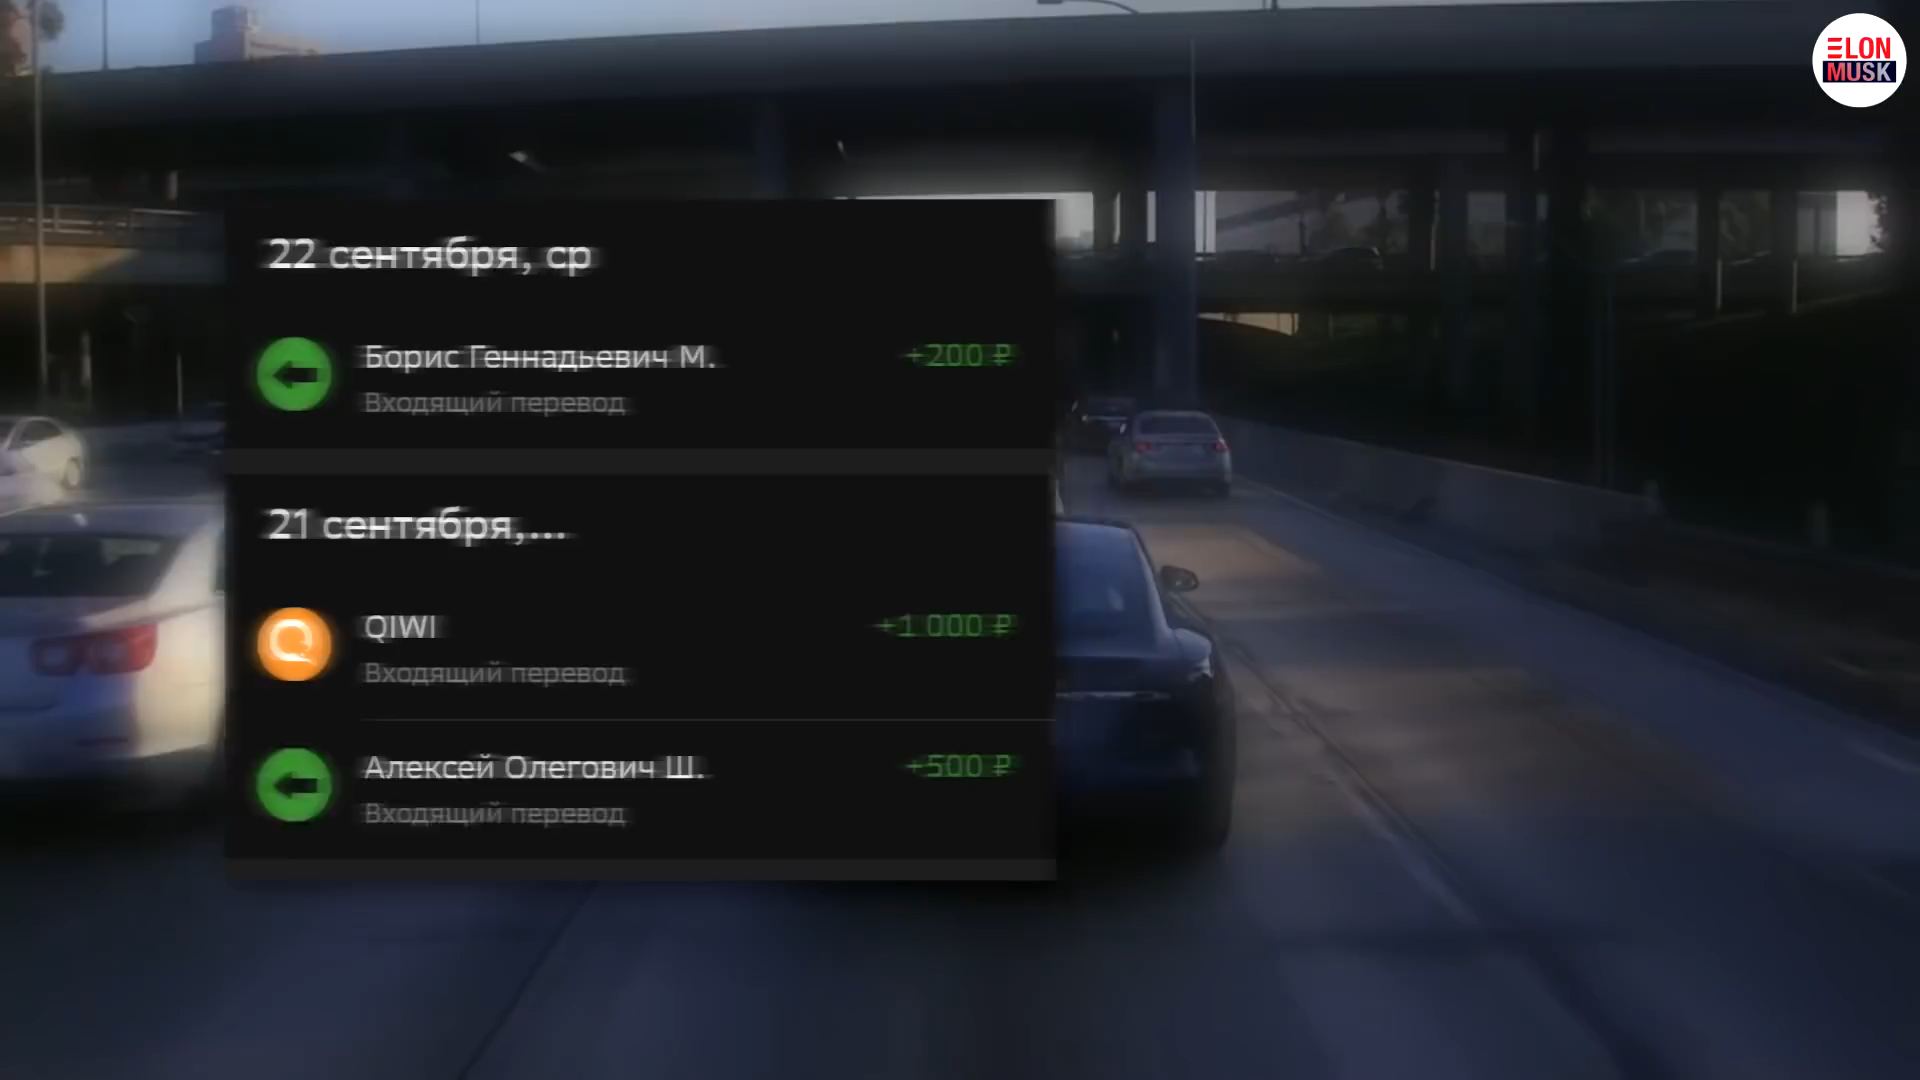 ELON
MUSK
22 сентября, ср
Борис Геннадьевич М.
+200 ₽
Входящий перевод
21 сентября,...
QIWI
+1 000 ₽
Входящий перевод
Алексей Олегович Ш.
+500 ₽
Входящий перевод